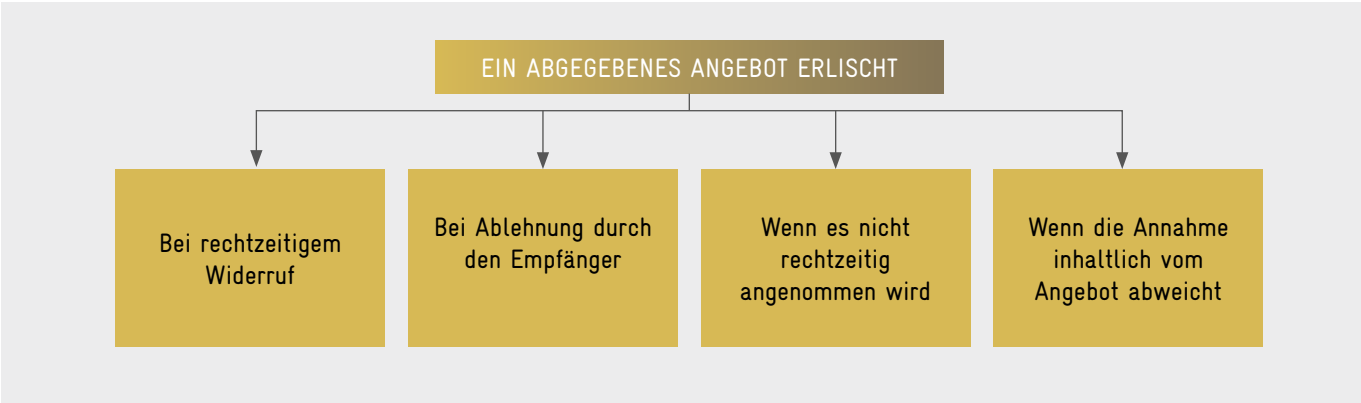 EIN ABGEGEBENES ANGEBOT ERLISCHT
Bei rechtzeitigem
Widerruf
Bei Ablehnung durch
den Empfänger
Wenn es nicht
rechtzeitig
angenommen wird
Wenn die Annahme
inhaltlich vom
Angebot abweicht